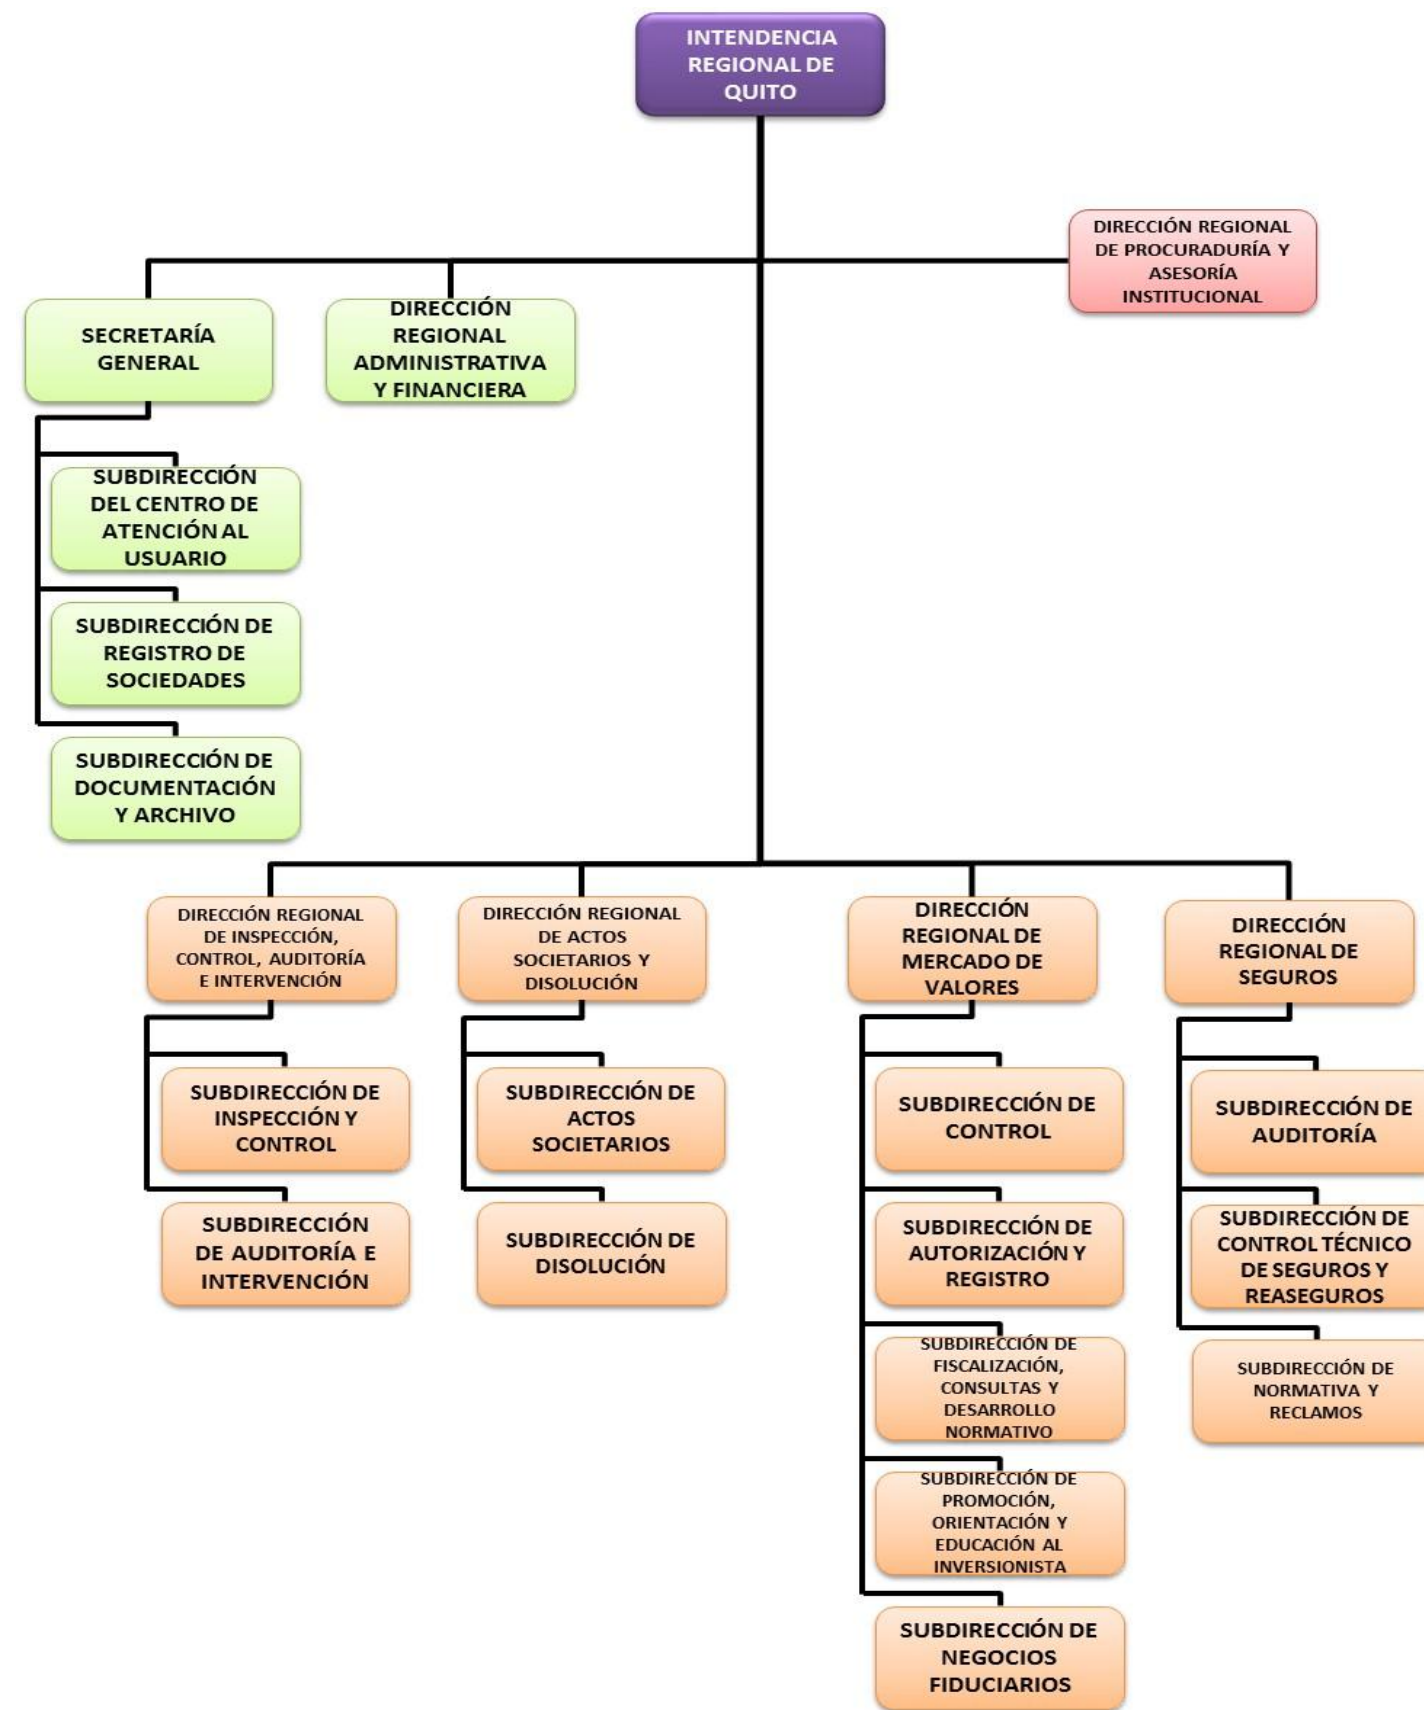 INTENDENCIA
REGIONAL DE
QUITO
DIRECCIÓN REGIONAL
DE PROCURADURÍA Y
ASESORÍA
INSTITUCIONAL
SECRETARÍA
GENERAL
DIRECCIÓN
REGIONAL
ADMINISTRATIVA
Y FINANCIERA
SUBDIRECCIÓN
DEL CENTRO DE
ATENCIÓN AL
USUARIO
SUBDIRECCIÓN DE
REGISTRO DE
SOCIEDADES
SUBDIRECCIÓN DE
DOCUMENTACIÓN
Y ARCHIVO
DIRECCIÓN REGIONAL
DE INSPECCIÓN,
CONTROL, AUDITORÍA
E INTERVENCIÓN
SUBDIRECCIÓN DE
INSPECCIÓN Y
CONTROL
SUBDIRECCIÓN
DE AUDITORÍA E
INTERVENCIÓN
DIRECCIÓN REGIONAL
DE ACTOS
SOCIETARIOS Y
DISOLUCIÓN
SUBDIRECCIÓN DE
ACTOS
SOCIETARIOS
SUBDIRECCIÓN DE
DISOLUCIÓN
DIRECCIÓN
REGIONAL DE
MERCADO DE
VALORES
SUBDIRECCIÓN DE
CONTROL
SUBDIRECCIÓN DE
AUTORIZACIÓN Y
REGISTRO
SUBDIRECCIÓN DE
FISCALIZACIÓN,
CONSULTAS Y
DESARROLLO
NORMATIVO
SUBDIRECCIÓN DE
PROMOCIÓN,
ORIENTACIÓN Y
EDUCACIÓN AL
INVERSIONISTA
SUBDIRECCIÓN DE
NEGOCIOS
FIDUCIARIOS
DIRECCIÓN
REGIONAL DE
SEGUROS
SUBDIRECCIÓN DE
AUDITORÍA
SUBDIRECCIÓN DE
CONTROL TÉCNICO
DE SEGUROS Y
REASEGUROS
SUBDIRECCIÓN DE
NORMATIVA Y
RECLAMOS